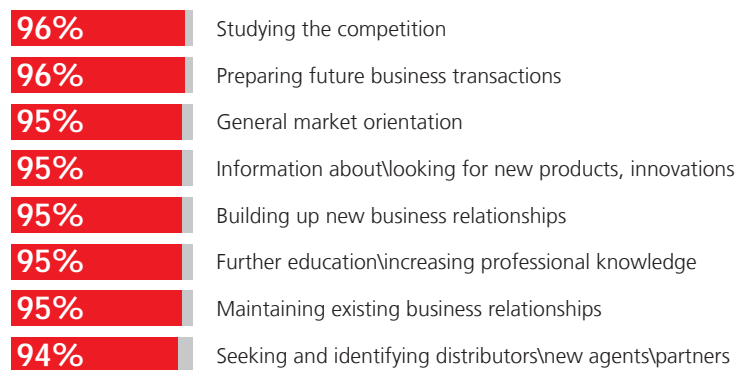 96% Studying the competition
96% Preparing future business transactions
95% General market orientation
95% Information about\looking for new products, innovations
95% Building up new business relationships
95% Further education\increasing professional knowledge
95% Maintaining existing business relationships
94% Seeking and identifying distributors\new agents\partners